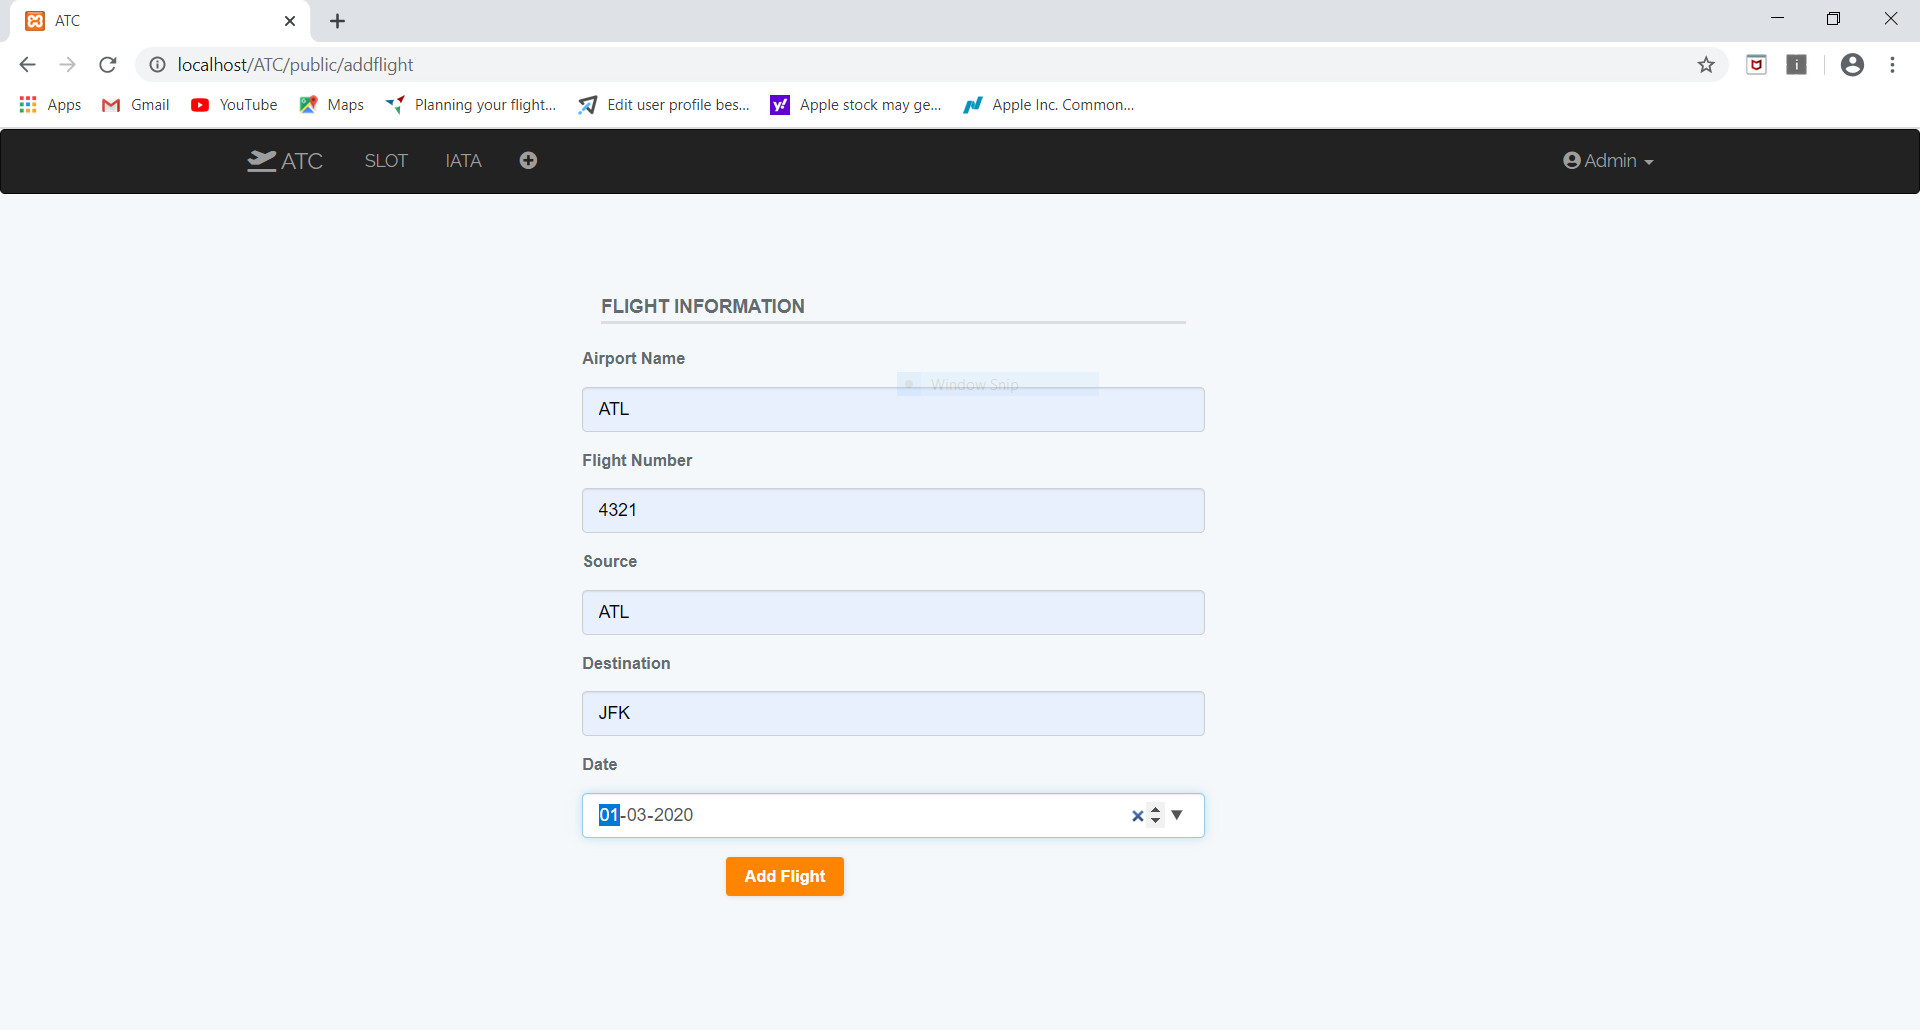 ATC
localhost/ATC/public/addflight
Apps Gmail YouTube Maps Planning your flight... Edit user profile bes... Apple stock may ge... Apple Inc. Common...
ATC SLOT IATA Admin
FLIGHT INFORMATION
Airport Name
Window Snip
ATL
Flight Number
4321
Source
ATL
Destination
JFK
Date
01-03-2020
Add Flight